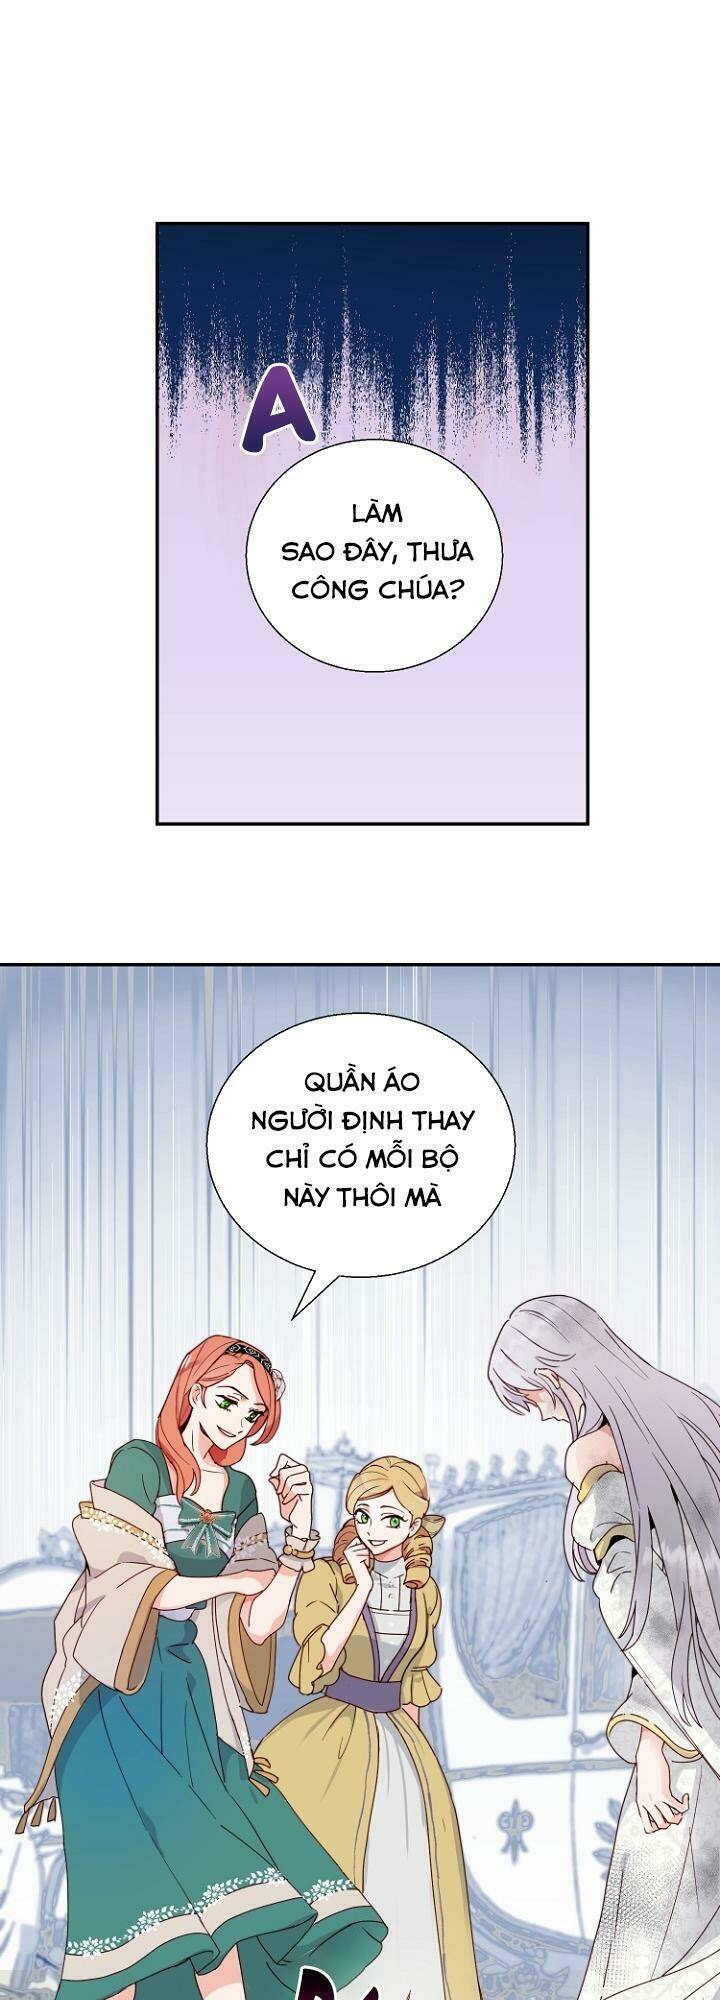 A
LÀM
SAO ĐÂY, THƯA
CÔNG CHÚA?
QUẦN ÁO
NGƯỜI ĐỊNH THAY
CHỈ CÓ MỖI BỘ
NÀY THÔI MÀ